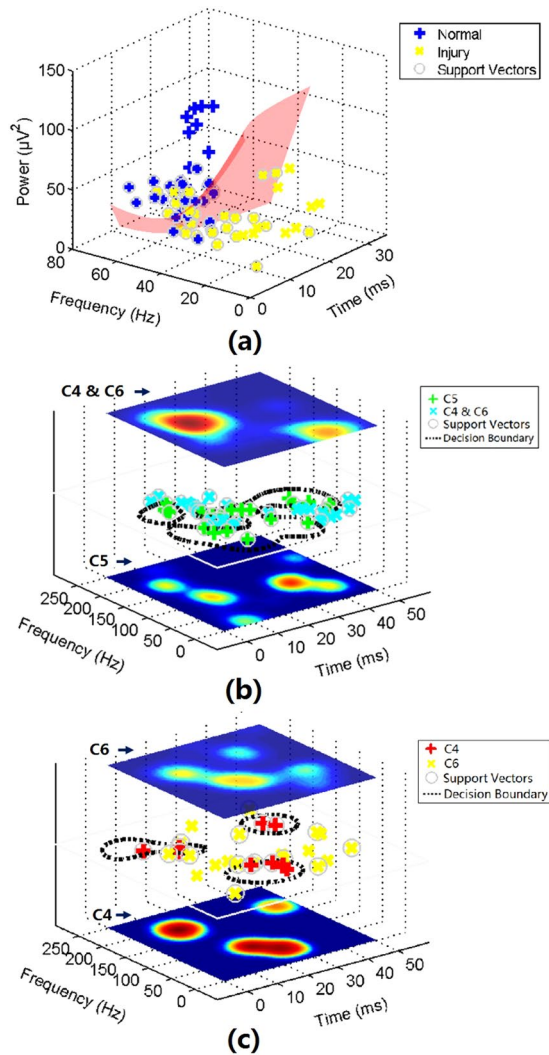 Normal
Injury
Support Vectors
150
100
50
0
Power (μV²)
80
60
40
20
0
Frequency (Hz)
0
10
20
30
Time (ms)
(a)
C4 & C6
C5
C4 & C6
Support Vectors
Decision Boundary
C5
250
200
150
100
50
0
Frequency (Hz)
0
10
20
30
40
50
Time (ms)
(b)
C6
C4
C6
Support Vectors
Decision Boundary
C4
250
200
150
100
50
0
Frequency (Hz)
0
10
20
30
40
50
Time (ms)
(c)